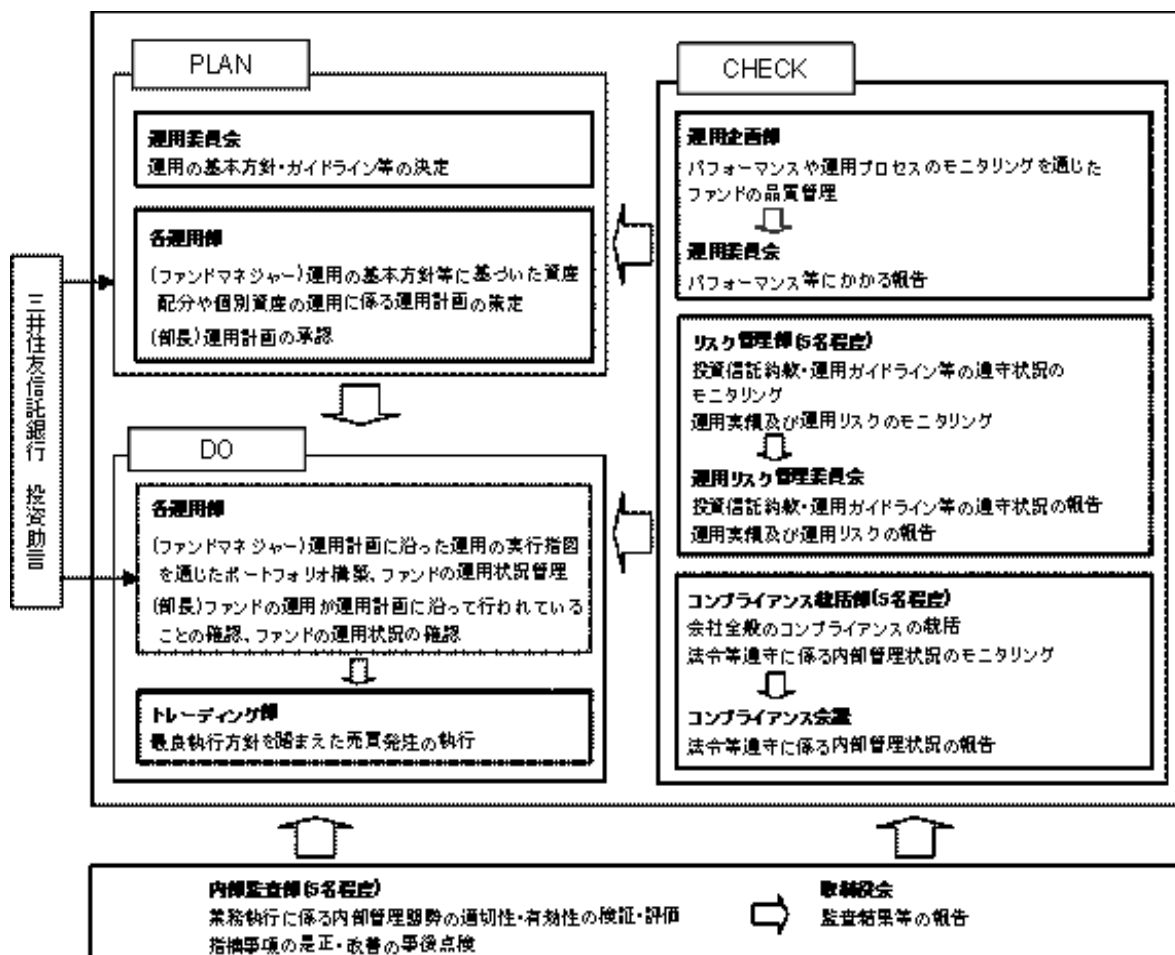 PLAN
運用委員会
運用の基本方針・ガイドライン等の決定
各運用部
(ファンドマネジャー)運用の基本方針等に基づいた資産
配分や個別資産の運用に係る運用計画の策定
(部長)運用計画の承認
三井住友信託銀行 投資助言
DO
各運用部
(ファンドマネジャー)運用計画に沿った運用の実行指図
を通じたポートフォリオ構築、ファンドの運用状況管理
(部長)ファンドの運用が運用計画に沿って行われている
ことの確認、ファンドの運用状況の確認
トレーディング部
最良執行方針を踏まえた売買発注の執行
CHECK
運用企画部
パフォーマンスや運用プロセスのモニタリングを通じた
ファンドの品質管理
運用委員会
パフォーマンス等にかかる報告
リスク管理部(5名程度)
投資信託約款・運用ガイドライン等の遵守状況の
モニタリング
運用実績及び運用リスクのモニタリング
運用リスク管理委員会
投資信託約款・運用ガイドライン等の遵守状況の報告
運用実績及び運用リスクの報告
コンプライアンス統括部(5名程度)
会社全般のコンプライアンスの統括
法令等遵守に係る内部管理状況のモニタリング
コンプライアンス会議
法令等遵守に係る内部管理状況の報告
内部監査部(5名程度)
業務執行に係る内部管理態勢の適切性・有効性の検証・評価
指摘事項の是正・改善の事後点検
取締役会
監査結果等の報告